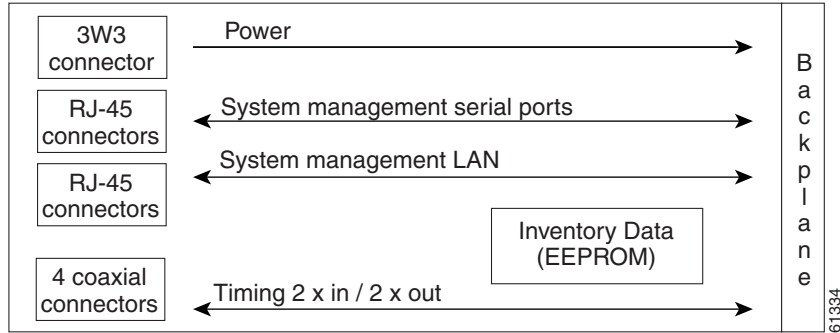 3W3
connector
Power
RJ-45
connectors
System management serial ports
RJ-45
connectors
System management LAN
Inventory Data
(EEPROM)
4 coaxial
connectors
Timing 2 x in / 2 x out
Backplane
61334